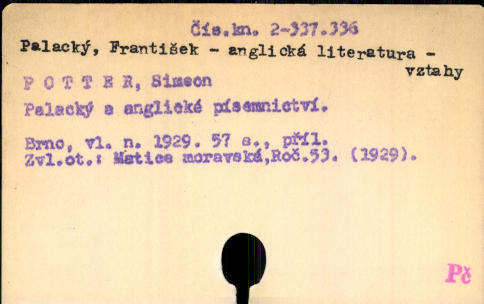 Čís.kn. 2-337.336
Palacký, František - anglická literatura -
vztahy
P O T T E R, Simeon
Palacký a anglické písemnictví.
Brno, vl. n. 1929. 57 s., příl.
Zvl.ot.: Matice moravská,Roč.53. (1929).
Pč